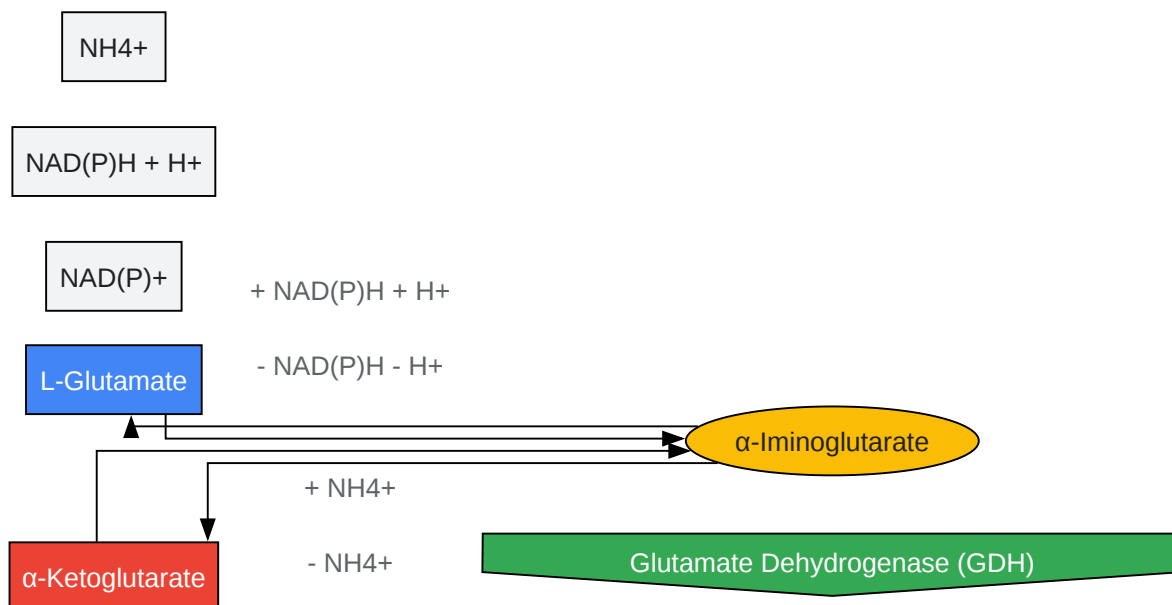 NH4+
NAD(P)H + H+
NAD(P)+
+ NAD(P)H + H+
- NAD(P)H - H+
L-Glutamate
α-Iminoglutarate
+ NH4+
- NH4+
α-Ketoglutarate
Glutamate Dehydrogenase (GDH)